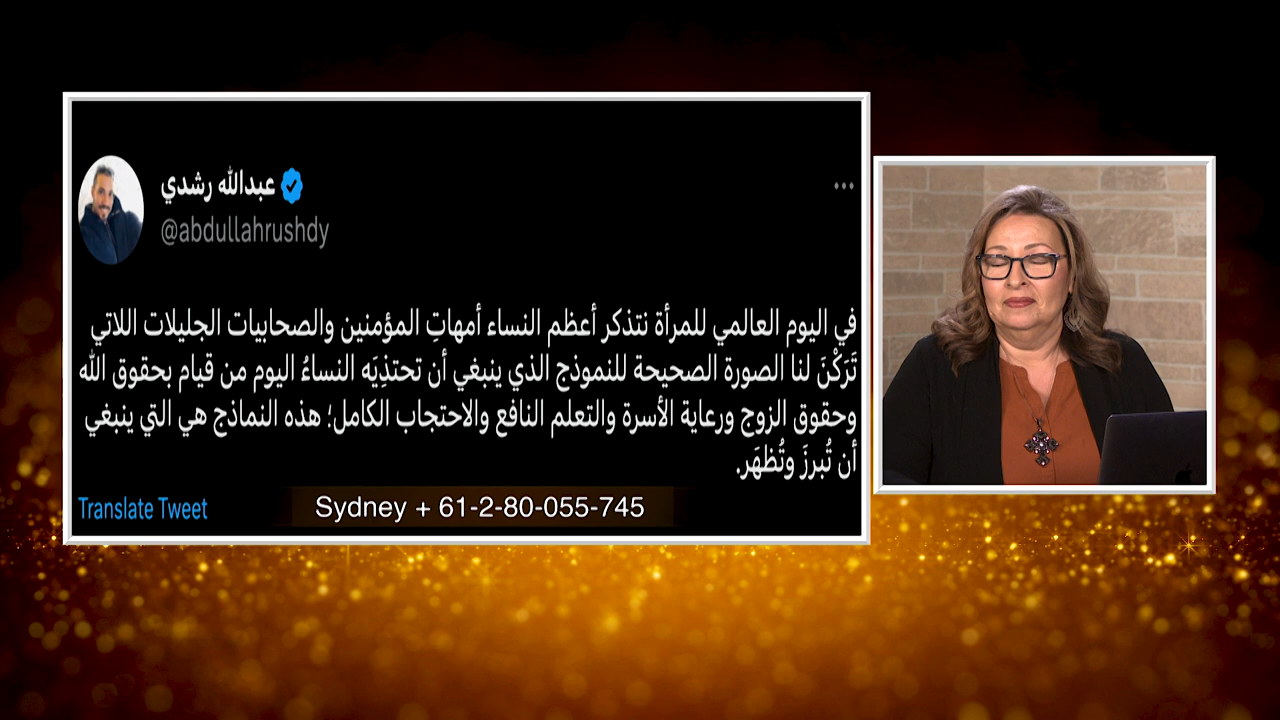 عبدالله رشدي
@abdullahrushdy
في اليوم العالمي للمرأة نتذكر أعظم النساء أمهاتِ المؤمنين والصحابيات الجليلات اللاتي
تَرَكْنَ لنا الصورة الصحيحة للنموذج الذي ينبغي أن تحتذِيَه النساءُ اليوم من قيام بحقوق الله
وحقوق الزوج ورعاية الأسرة والتعلم النافع والاحتجاب الكامل؛ هذه النماذج هي التي ينبغي
أن تُبرزَ وتُظهَر.
Translate Tweet
Sydney + 61-2-80-055-745